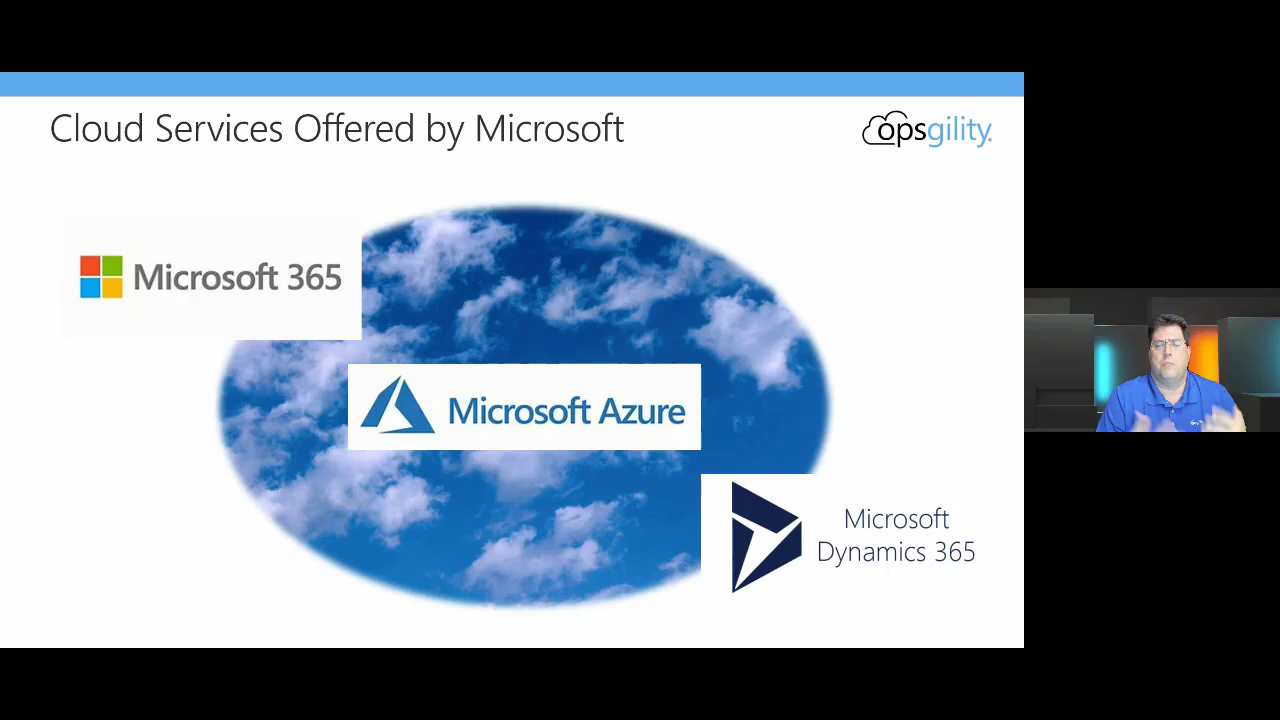 Cloud Services Offered by Microsoft
opsgility
Microsoft 365
Microsoft Azure
Microsoft
Dynamics 365